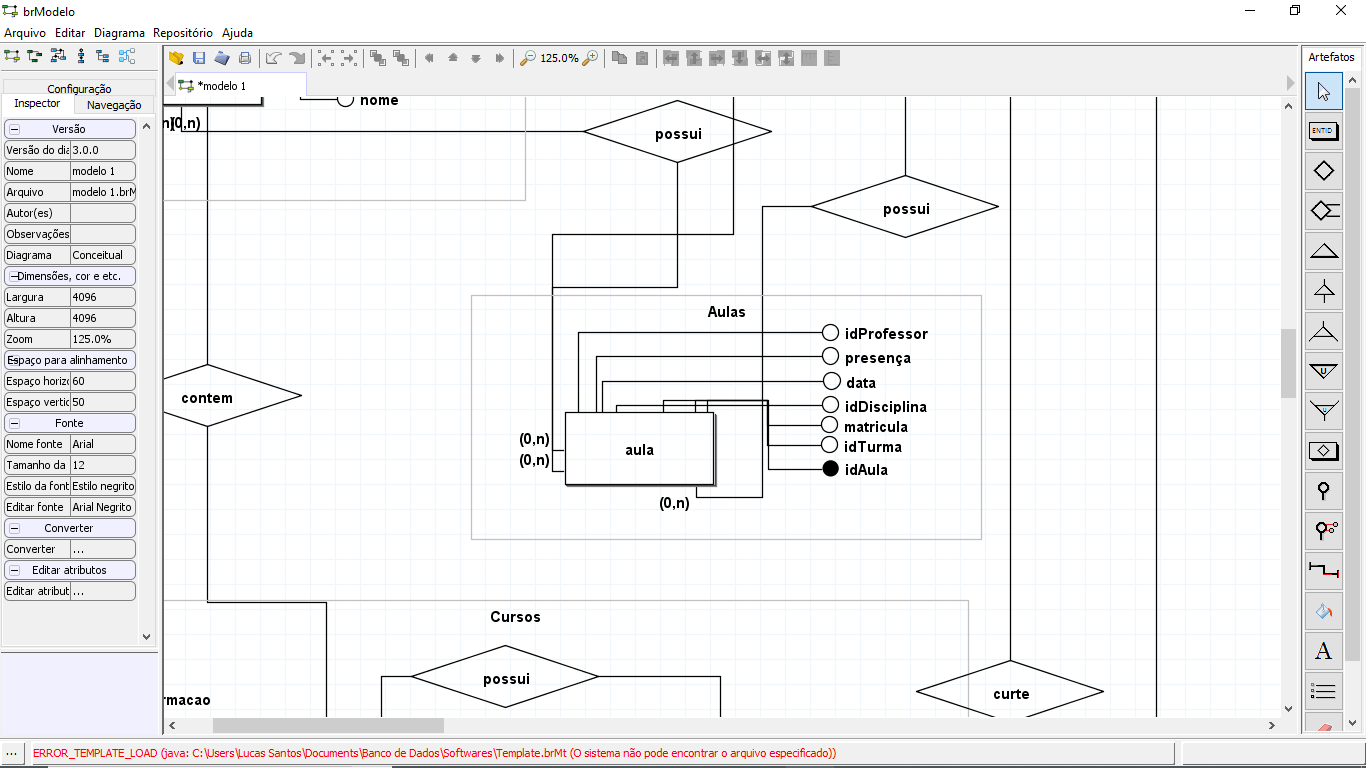 brModelo
Arquivo Editar Diagrama Repositório Ajuda
125.0%
Artefatos
Configuração
*modelo 1
Inspector Navegação
Versão
Versão do dia 3.0.0
Nome modelo 1
Arquivo modelo 1.brM
Autor(es)
Observações
Diagrama Conceitual
Dimensões, cor e etc.
Largura 4096
Altura 4096
Zoom 125.0%
Espaço para alinhamento
Espaço horizo 60
Espaço vertic 50
Fonte
Nome fonte Arial
Tamanho da 12
Estilo da font Estilo negrito
Editar fonte Arial Negrito
Converter
Converter ...
Editar atributos
Editar atribut ...
nome
(0,n)
possui
possui
contem
Aulas
idProfessor
presença
data
idDisciplina
matricula
idTurma
idAula
(0,n)
(0,n)
aula
(0,n)
Cursos
possui
rmacao
curte
ENTID
U
U
A
... ERROR_TEMPLATE_LOAD (java: C:\Users\Lucas Santos\Documents\Banco de Dados\Softwares\Template.brMt (O sistema não pode encontrar o arquivo especificado))